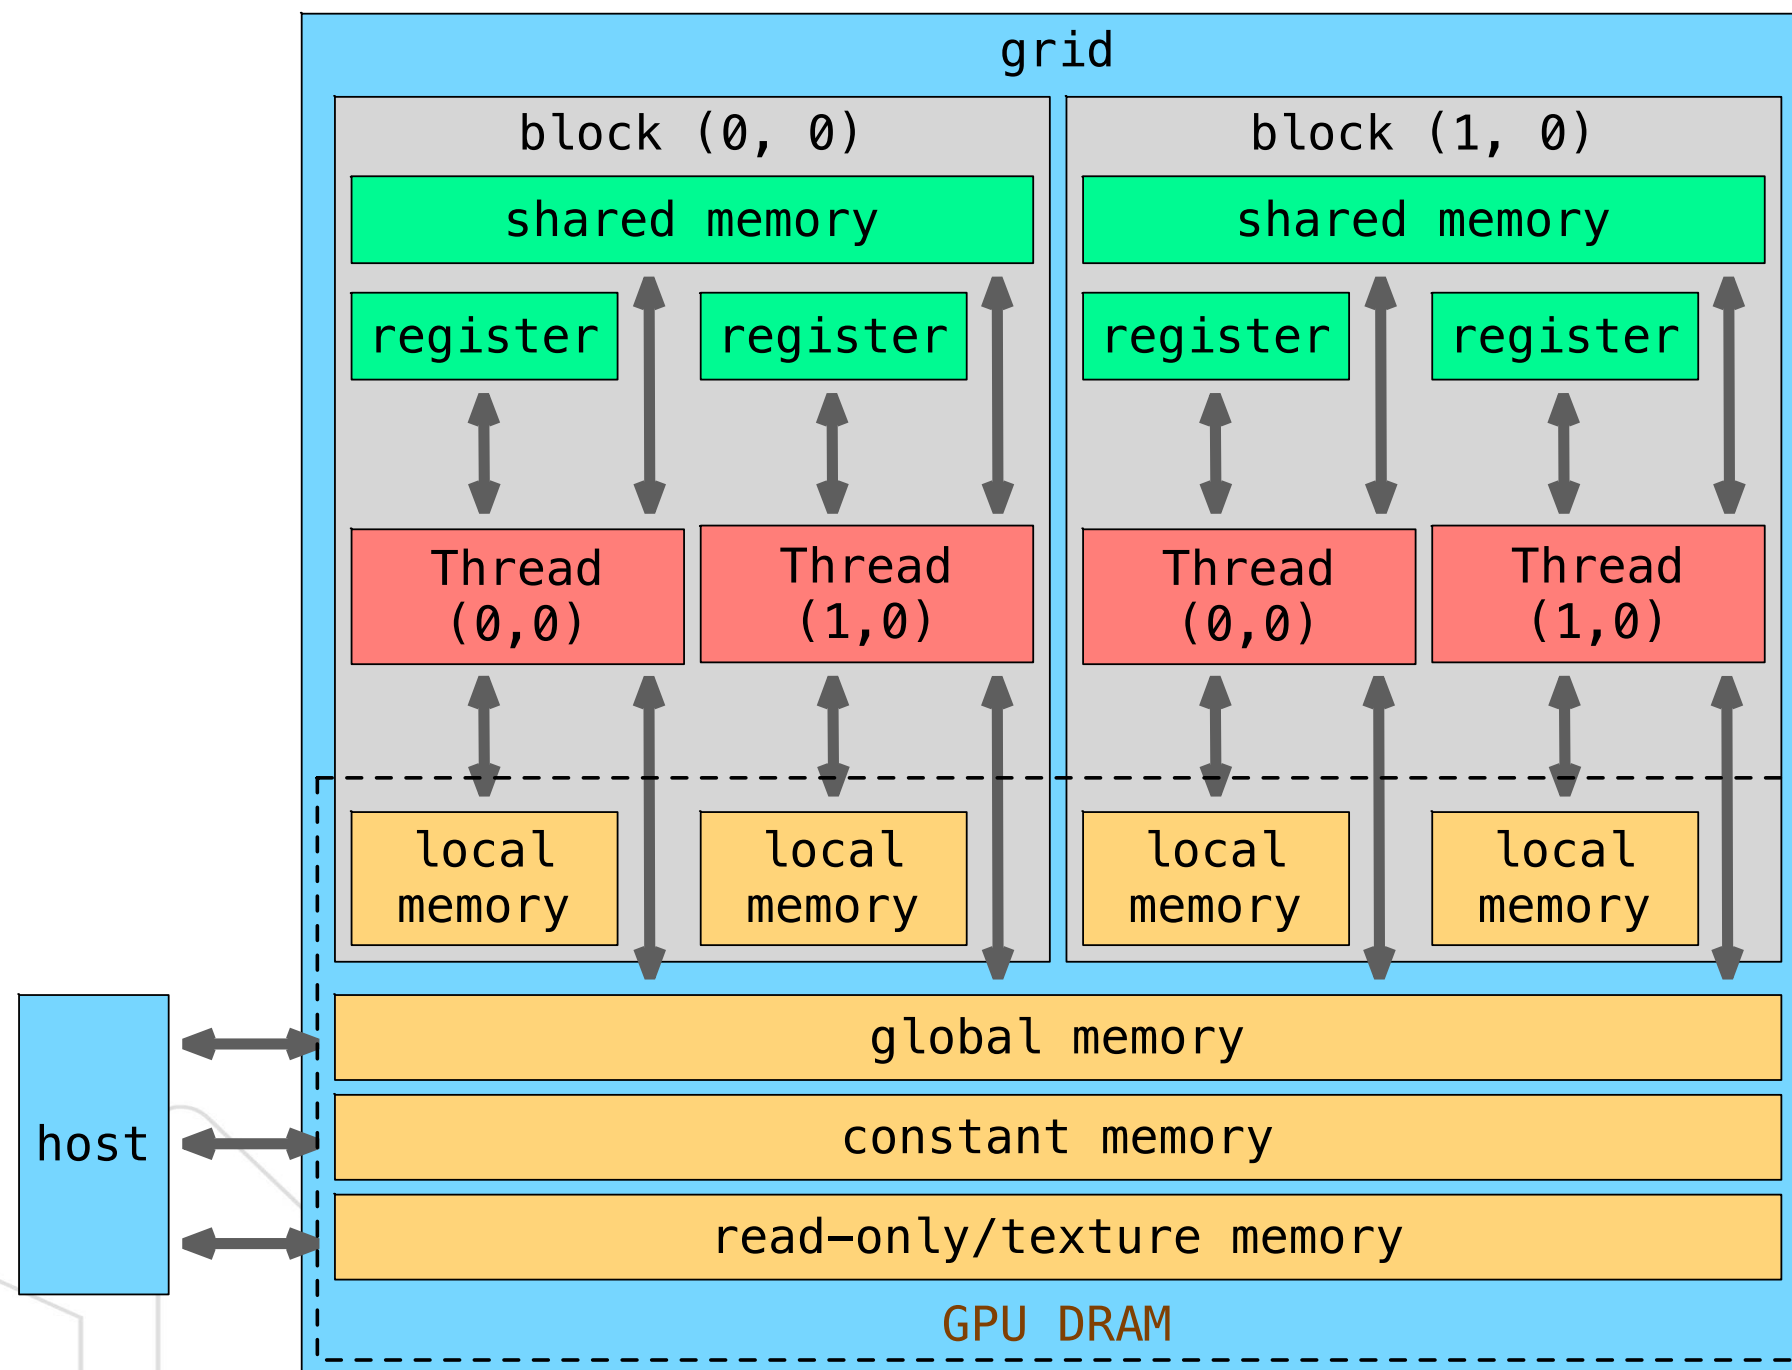 grid
block (0, 0)
block (1, 0)
shared memory
shared memory
register
register
register
register
Thread
(0,0)
Thread
(1,0)
Thread
(0,0)
Thread
(1,0)
local
memory
local
memory
local
memory
local
memory
global memory
host
constant memory
read-only/texture memory
GPU DRAM